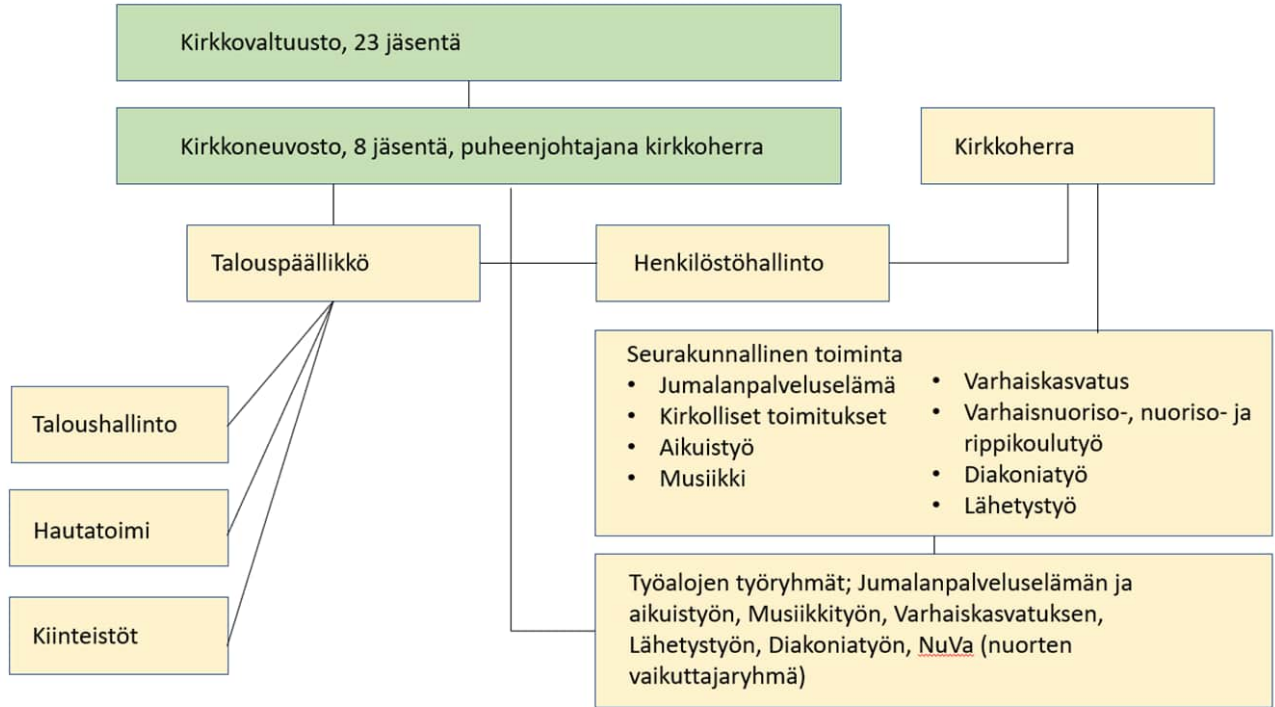 Kirkkovaltuusto, 23 jäsentä
Kirkkoneuvosto, 8 jäsentä, puheenjohtajana kirkkoherra
Kirkkoherra
Talouspäällikkö
Henkilöstöhallinto
Taloushallinto
Hautatoimi
Kiinteistöt
Seurakunnallinen toiminta
• Jumalanpalveluselämä
• Kirkolliset toimitukset
• Aikuistyö
• Musiikki
• Varhaiskasvatus
• Varhaisnuoriso-, nuoriso- ja
rippikoulutyö
• Diakoniatyö
• Lähetystyö
Työalojen työryhmät; Jumalanpalveluselämän ja
aikuistyön, Musiikkityön, Varhaiskasvatuksen,
Lähetystyön, Diakoniatyön, NuVa (nuorten
vaikuttajaryhmä)